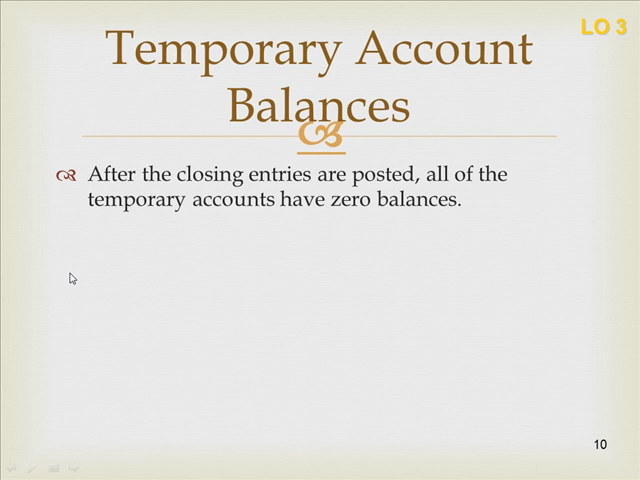 LO 3
Temporary Account
Balances
After the closing entries are posted, all of the
temporary accounts have zero balances.
10